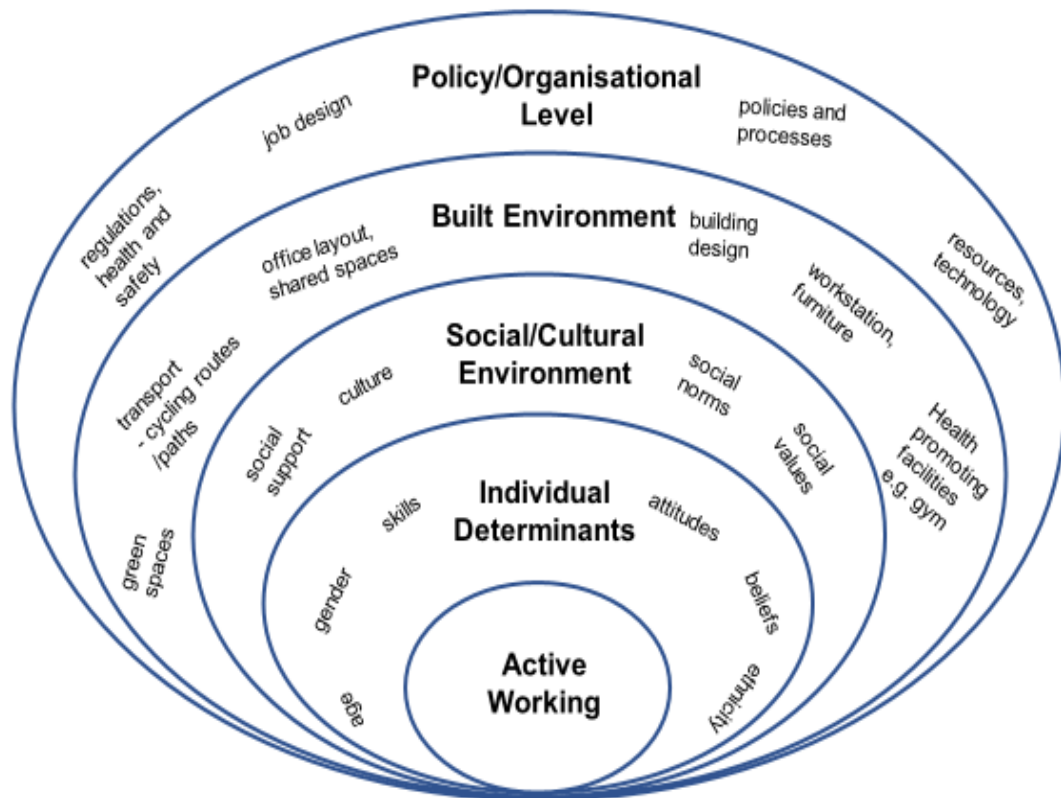 Policy/Organisational
Level
job design
policies and
processes
regulations,
health and
safety
resources,
technology
Built Environment
office layout,
shared spaces
building
design
workstation,
furniture
transport
- cycling routes
/paths
green
spaces
Health
promoting
facilities
e.g. gym
Social/Cultural
Environment
culture
social
norms
social
support
social
values
Individual
Determinants
skills
attitudes
gender
beliefs
age
ethnicity
Active
Working